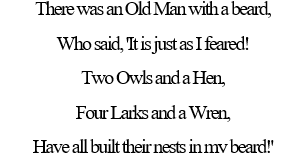 There was an Old Man with a beard,
Who said, 'It is just as I feared!
Two Owls and a Hen,
Four Larks and a Wren,
Have all built their nests in my beard!'